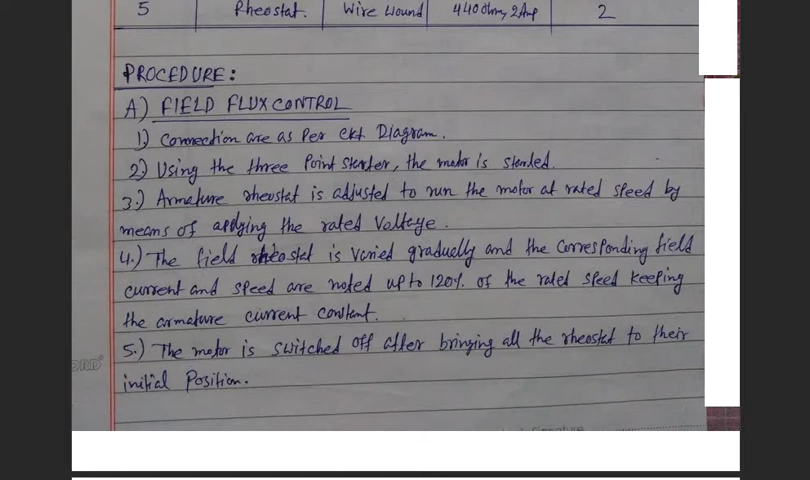 5 Rheostat. Wire Wound 440 Ohm, 2 Amp 2
PROCEDURE:
A) FIELD FLUX CONTROL
1) Connection are as Per Ckt Diagram.
2) Using the three Point Starter, the motor is started.
3.) Armature rheostat is adjusted to run the motor at rated speed by
means of applying the rated Voltage.
4.) The field rheostat is varied gradually and the corresponding field
current and speed are noted upto 120% of the rated speed keeping
the armature current constant.
5.) The motor is switched off after bringing all the rheostat to their
initial Position.